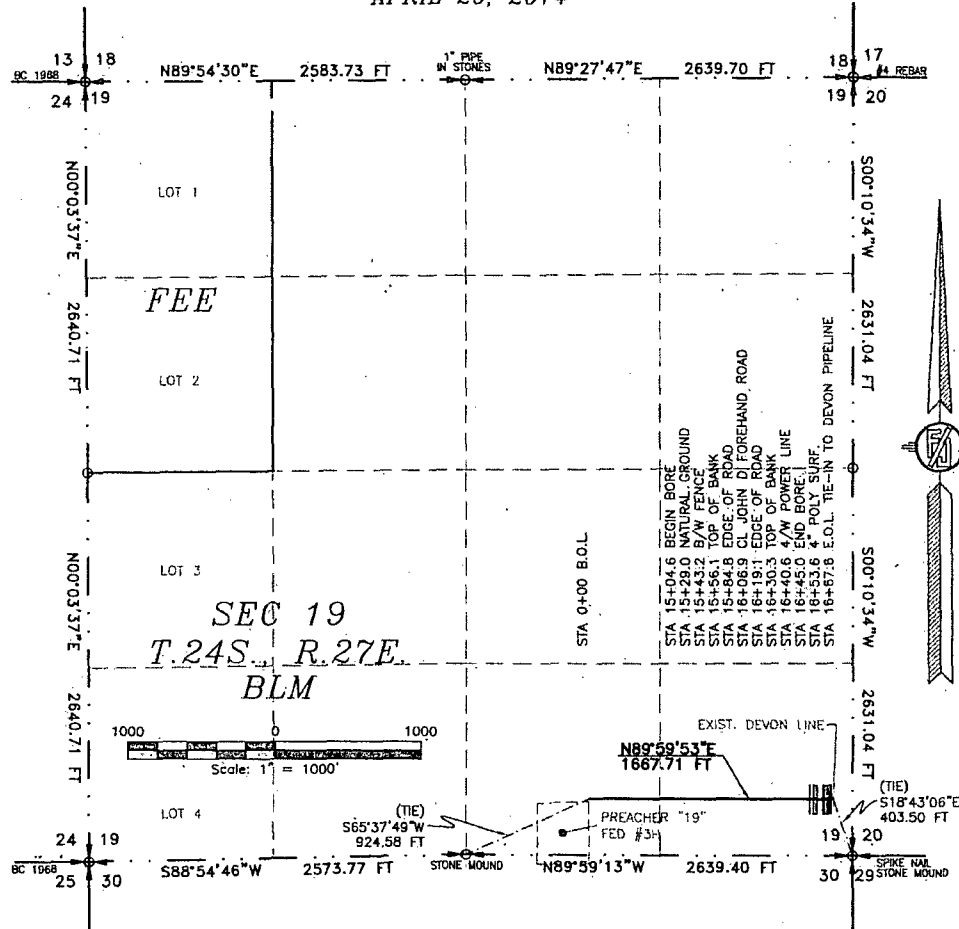 13 18
BC 1968
24 19
N89°54'30"E 2583.73 FT
1" PIPE
IN STONES
N89°27'47"E 2639.70 FT
18 17
#4 REBAR
19 20
N00°03'37"E
2640.71 FT
LOT 1
FEE
LOT 2
S00°10'34"W
2631.04 FT
N00°03'37"E
2640.71 FT
LOT 3
SEC 19
T.24S., R.27E.
BLM
STA 0+00 B.O.L.
STA 15+04.6 BEGIN BORE
STA 15+29.0 NATURAL GROUND
STA 15+43.2 B/W FENCE
STA 15+56.1 TOP OF BANK
STA 15+84.8 EDGE OF ROAD
STA 16+06.9 CL JOHN D FOREHAND ROAD
STA 16+19.1 EDGE OF ROAD
STA 16+30.3 TOP OF BANK
STA 16+40.6 4/W POWER LINE
STA 16+45.0 END BORE
STA 16+53.6 4" POLY SURF.
STA 16+67.8 E.O.L. TIE-IN TO DEVON PIPELINE
S00°10'34"W
2631.04 FT
1000 0 1000
Scale: 1" = 1000'
EXIST. DEVON LINE
N89°59'53"E
1667.71 FT
(TIE)
S18°43'06"E
403.50 FT
LOT 4
(TIE)
S65°37'49"W
924.58 FT
PREACHER "19"
FED #3H
24 19
BC 1968
25 30
S88°54'46"W 2573.77 FT
STONE MOUND
N89°59'13"W 2639.40 FT
19 20
30 29
SPIKE NAIL
STONE MOUND